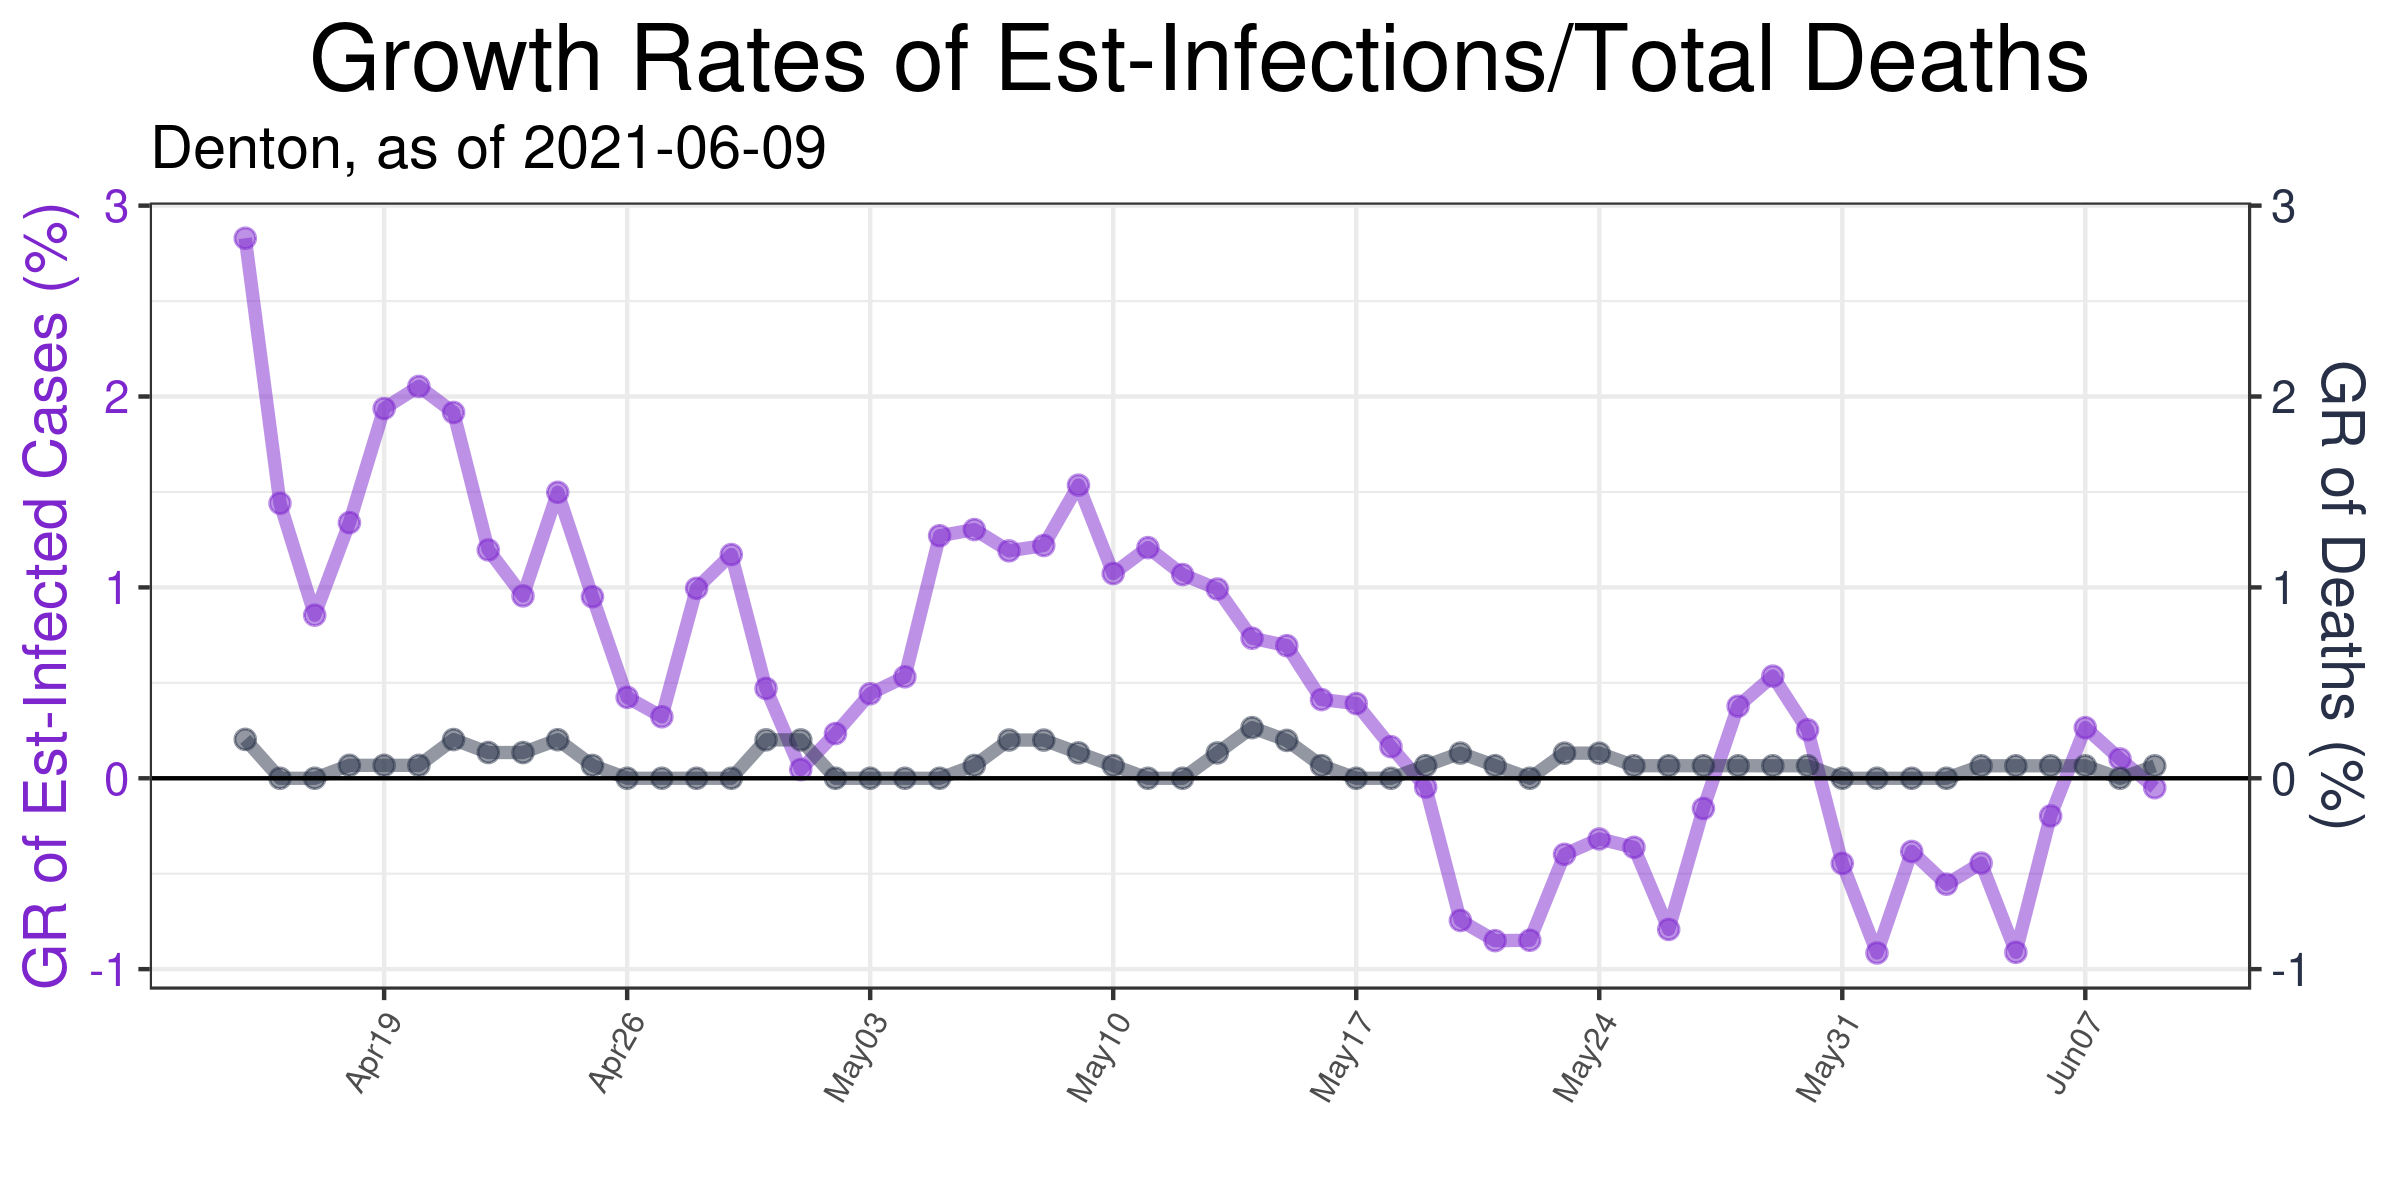 Growth Rates of Est-Infections/Total Deaths
Denton, as of 2021-06-09
GR of Est-Infected Cases (%)
3
2
1
0
-1
3
2
1
0
-1
GR of Deaths (%)
Apr19
Apr26
May03
May10
May17
May24
May31
Jun07